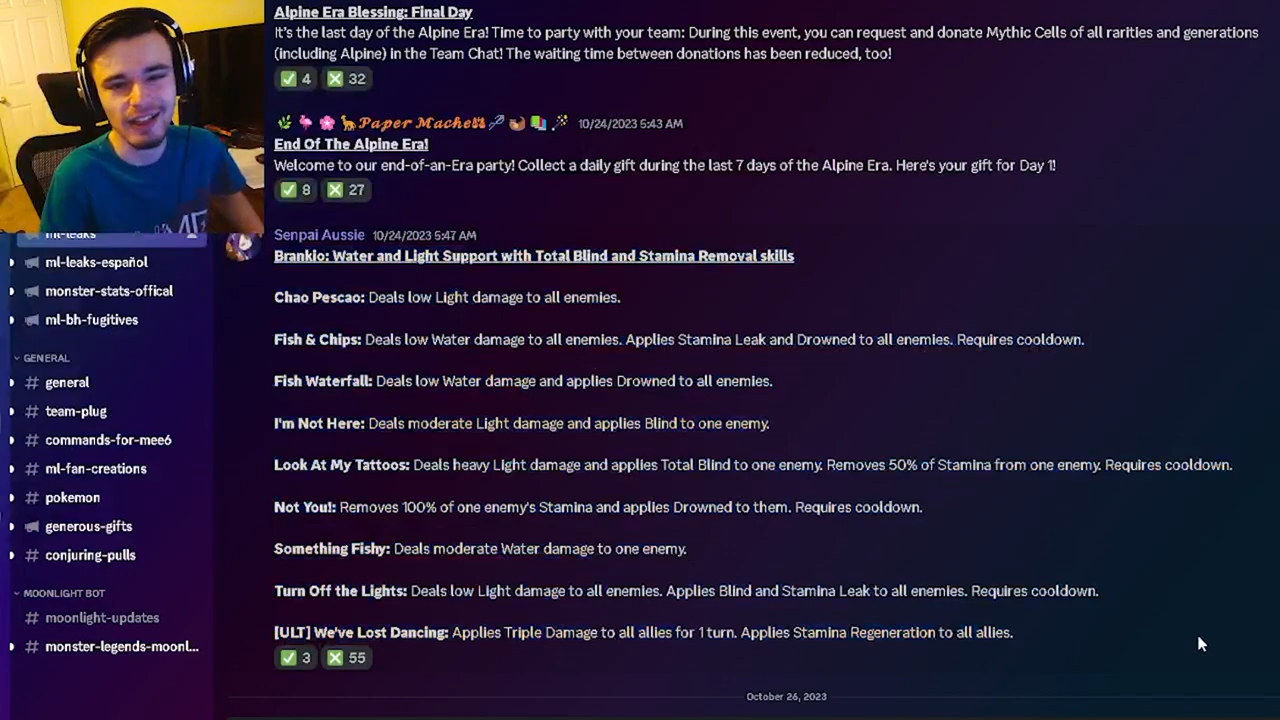 Alpine Era Blessing: Final Day
It's the last day of the Alpine Era! Time to party with your team: During this event, you can request and donate Mythic Cells of all rarities and generations
(including Alpine) in the Team Chat! The waiting time between donations has been reduced, too!
4 32
Paper Mache 10/24/2023 5:43 AM
End Of The Alpine Era!
Welcome to our end-of-an-Era party! Collect a daily gift during the last 7 days of the Alpine Era. Here's your gift for Day 1!
8 27
ml-leaks
ml-leaks-español
monster-stats-offical
ml-bh-fugitives
GENERAL
# general
# team-plug
# commands-for-mee6
# ml-fan-creations
# pokemon
generous-gifts
# conjuring-pulls
MOONLIGHT BOT
# moonlight-updates
# monster-legends-moonl...
Senpai Aussie 10/24/2023 5:47 AM
Brankio: Water and Light Support with Total Blind and Stamina Removal skills
Chao Pescao: Deals low Light damage to all enemies.
Fish & Chips: Deals low Water damage to all enemies. Applies Stamina Leak and Drowned to all enemies. Requires cooldown.
Fish Waterfall: Deals low Water damage and applies Drowned to all enemies.
I'm Not Here: Deals moderate Light damage and applies Blind to one enemy.
Look At My Tattoos: Deals heavy Light damage and applies Total Blind to one enemy. Removes 50% of Stamina from one enemy. Requires cooldown.
Not You!: Removes 100% of one enemy's Stamina and applies Drowned to them. Requires cooldown.
Something Fishy: Deals moderate Water damage to one enemy.
Turn Off the Lights: Deals low Light damage to all enemies. Applies Blind and Stamina Leak to all enemies. Requires cooldown.
[ULT] We've Lost Dancing: Applies Triple Damage to all allies for 1 turn. Applies Stamina Regeneration to all allies.
3 55
October 26, 2023